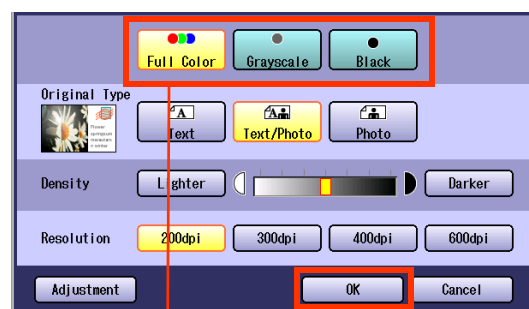 Full Color Grayscale Black
Original Type
Text Text/Photo Photo
Density Lighter Darker
Resolution 200dpi 300dpi 400dpi 600dpi
Adjustment OK Cancel